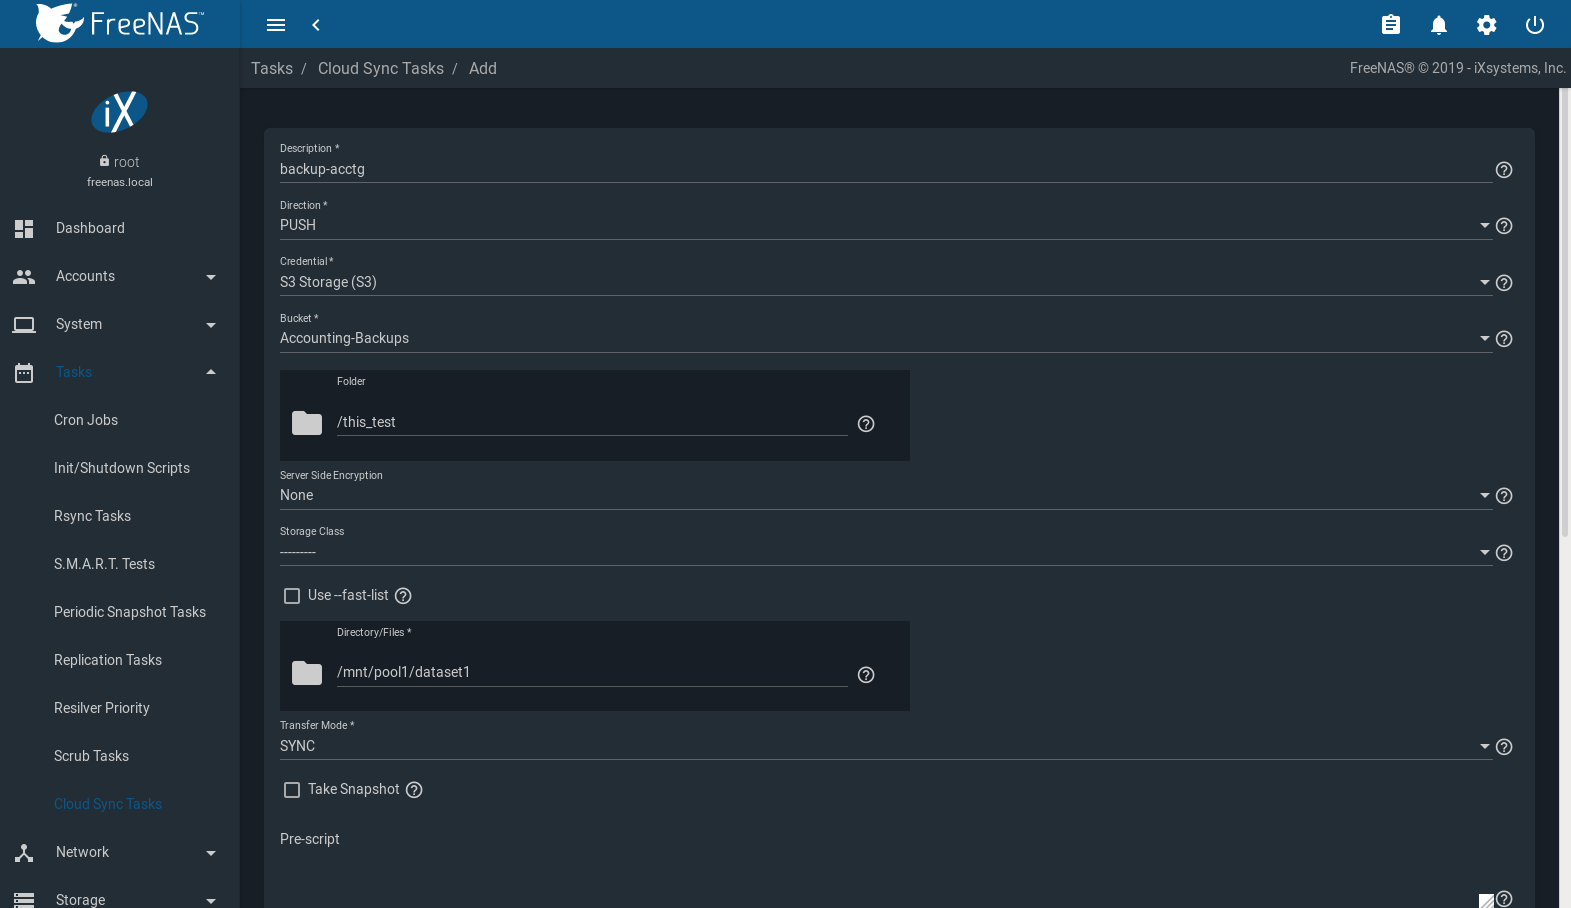 FreeNAS™
Tasks / Cloud Sync Tasks / Add
FreeNAS® © 2019 - iXsystems, Inc.
iX
root
freenas.local
Dashboard
Accounts
System
Tasks
Cron Jobs
Init/Shutdown Scripts
Rsync Tasks
S.M.A.R.T. Tests
Periodic Snapshot Tasks
Replication Tasks
Resilver Priority
Scrub Tasks
Cloud Sync Tasks
Network
Storage
Description *
backup-acctg
Direction *
PUSH
Credential *
S3 Storage (S3)
Bucket *
Accounting-Backups
Folder
/this_test
Server Side Encryption
None
Storage Class
---------
Use --fast-list
Directory/Files *
/mnt/pool1/dataset1
Transfer Mode *
SYNC
Take Snapshot
Pre-script